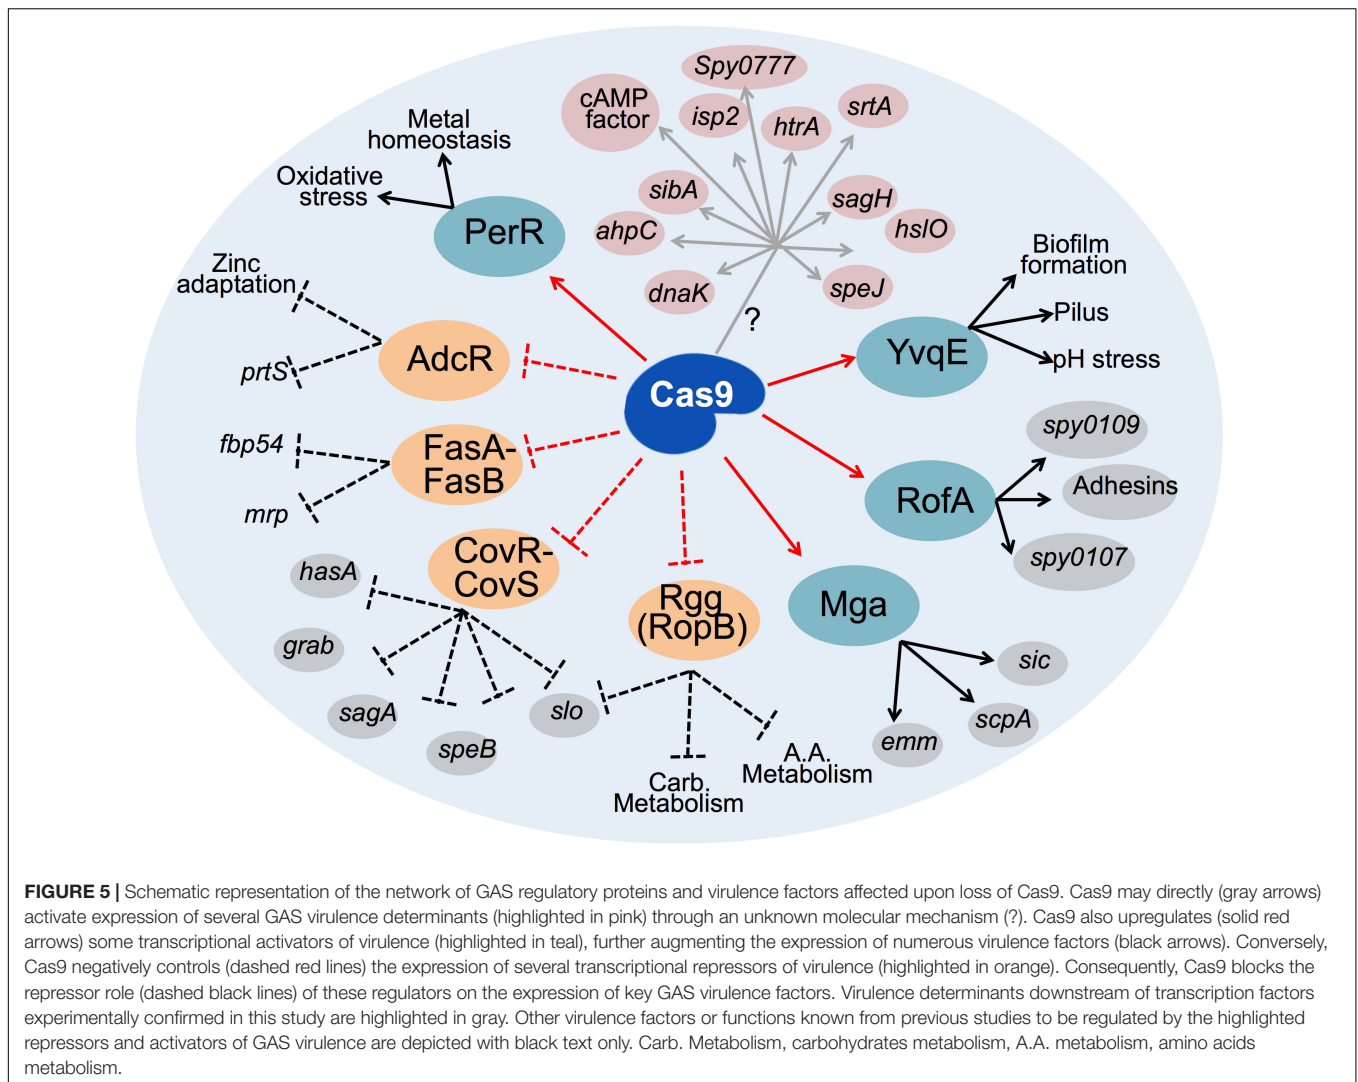 Spy0777
cAMP
factor
isp2
htrA
srtA
Metal
homeostasis
Oxidative
stress
sibA
sagH
PerR
ahpC
hslO
Zinc
adaptation
dnaK
speJ
Biofilm
formation
?
Pilus
YvqE
pH stress
AdcR
prtS
Cas9
spy0109
fbp54
FasA-
FasB
Adhesins
RofA
mrp
CovR-
CovS
spy0107
hasA
Rgg
(RopB)
Mga
grab
sic
sagA
slo
scpA
speB
emm
A.A.
Metabolism
Carb.
Metabolism
FIGURE 5 | Schematic representation of the network of GAS regulatory proteins and virulence factors affected upon loss of Cas9. Cas9 may directly (gray arrows)
activate expression of several GAS virulence determinants (highlighted in pink) through an unknown molecular mechanism (?). Cas9 also upregulates (solid red
arrows) some transcriptional activators of virulence (highlighted in teal), further augmenting the expression of numerous virulence factors (black arrows). Conversely,
Cas9 negatively controls (dashed red lines) the expression of several transcriptional repressors of virulence (highlighted in orange). Consequently, Cas9 blocks the
repressor role (dashed black lines) of these regulators on the expression of key GAS virulence factors. Virulence determinants downstream of transcription factors
experimentally confirmed in this study are highlighted in gray. Other virulence factors or functions known from previous studies to be regulated by the highlighted
repressors and activators of GAS virulence are depicted with black text only. Carb. Metabolism, carbohydrates metabolism, A.A. metabolism, amino acids
metabolism.